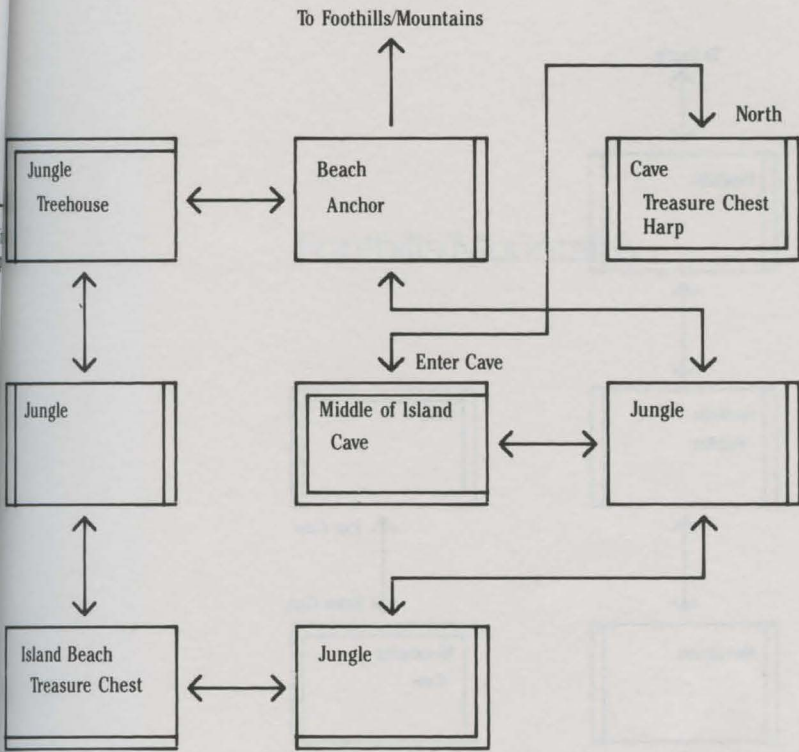 To Foothills/Mountains
North
Jungle
Treehouse
Beach
Anchor
Cave
Treasure Chest
Harp
Enter Cave
Jungle
Middle of Island
Cave
Jungle
Island Beach
Treasure Chest
Jungle